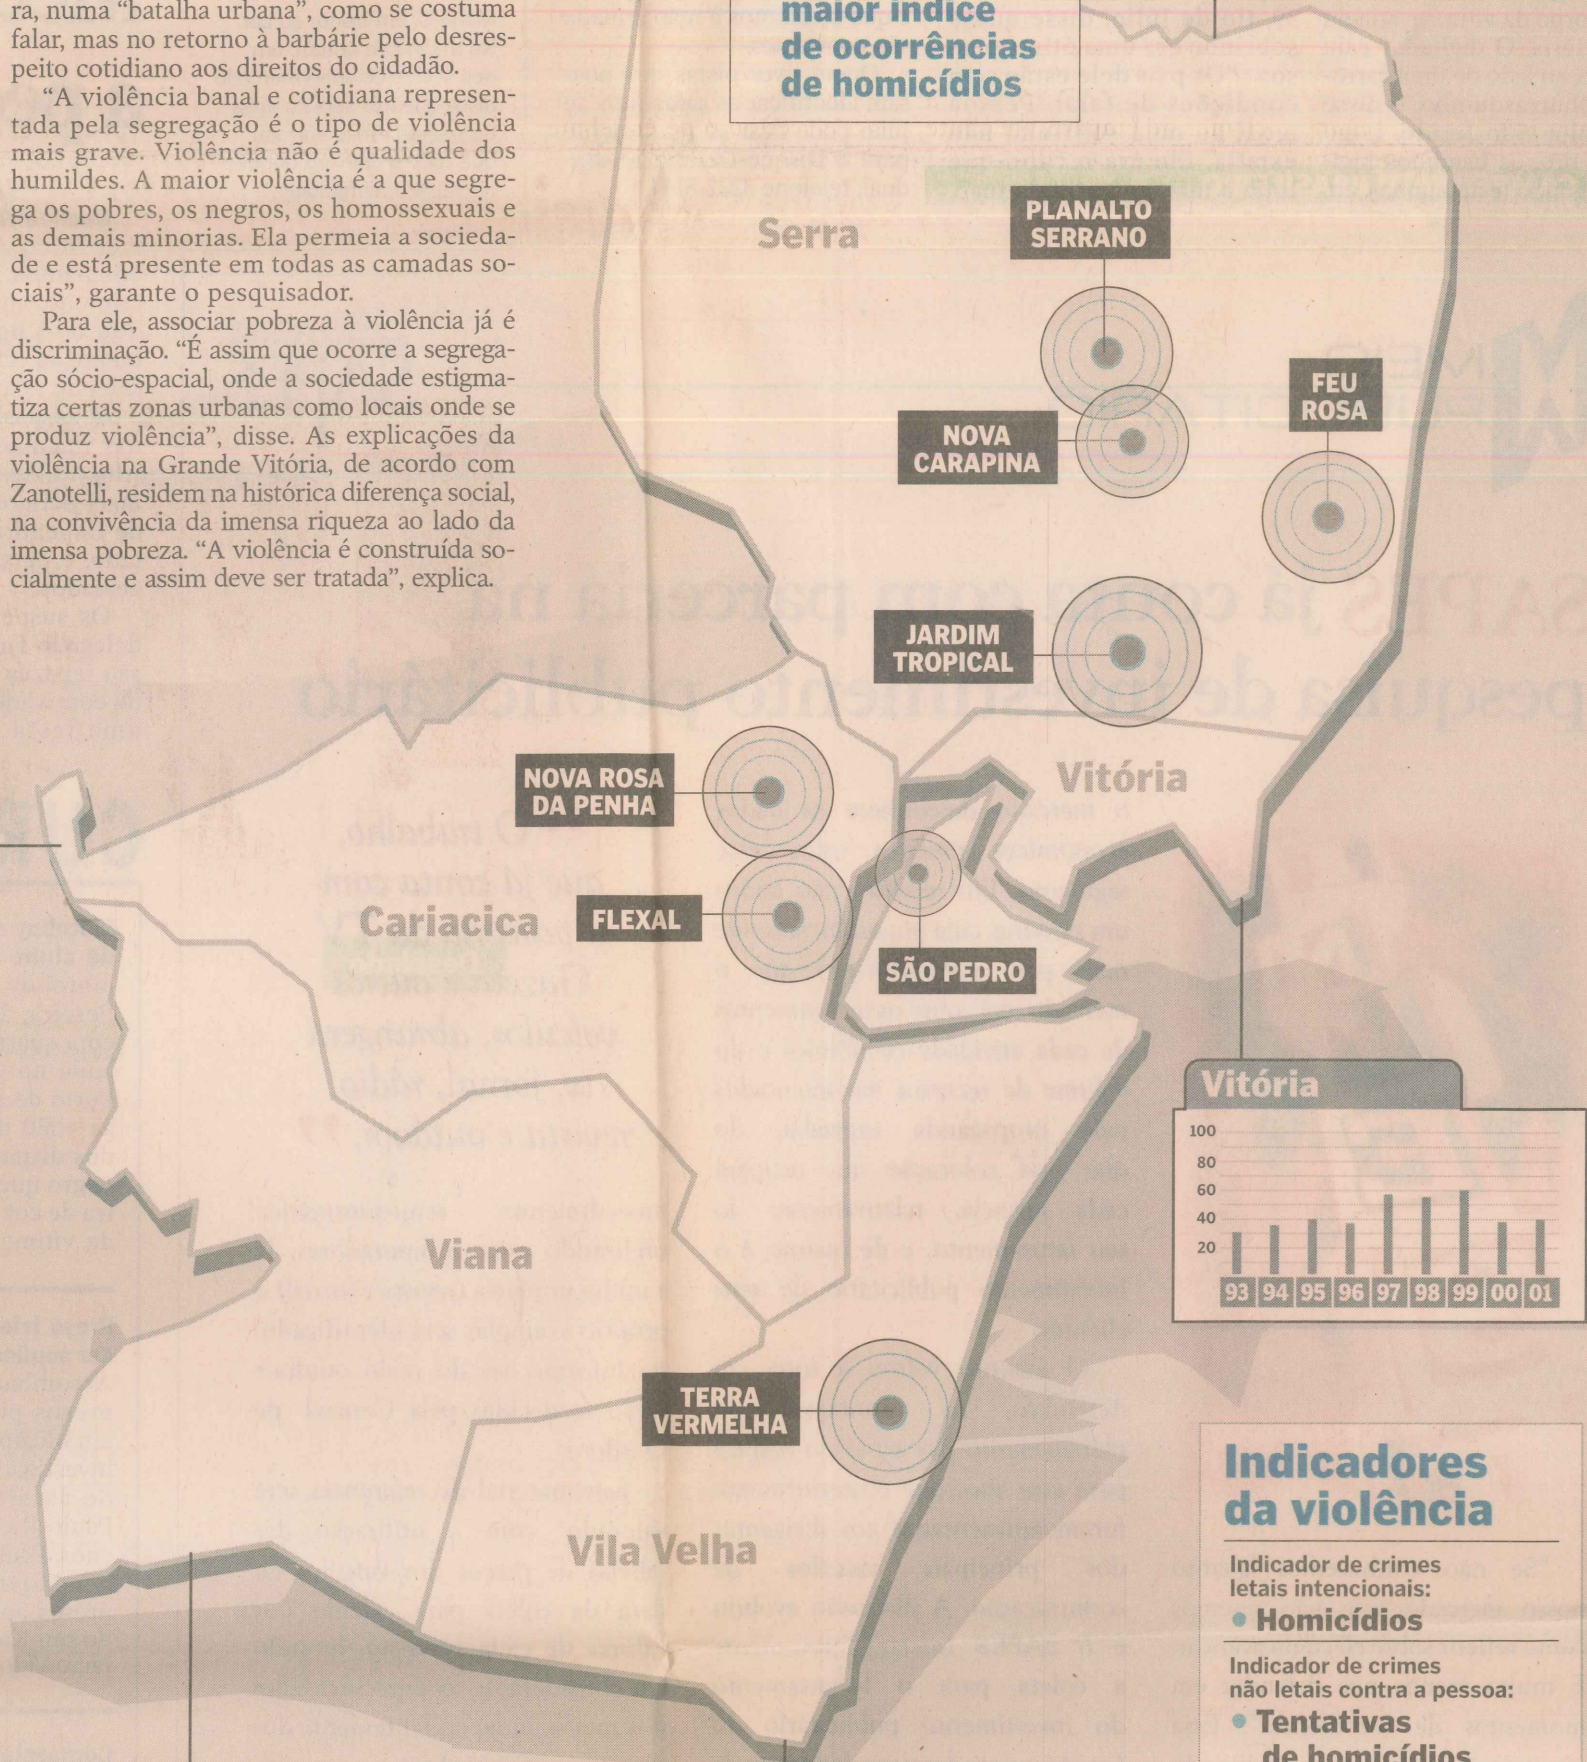 ra, numa “batalha urbana”, como se costuma
falar, mas no retorno à barbárie pelo desres-
peito cotidiano aos direitos do cidadão.
“A violência banal e cotidiana represen-
tada pela segregação é o tipo de violência
mais grave. Violência não é qualidade dos
humildes. A maior violência é a que segre-
ga os pobres, os negros, os homossexuais e
as demais minorias. Ela permeia a socieda-
de e está presente em todas as camadas so-
ciais”, garante o pesquisador.
Para ele, associar pobreza à violência já é
discriminação. “É assim que ocorre a segrega-
ção sócio-espacial, onde a sociedade estigma-
tiza certas zonas urbanas como locais onde se
produz violência”, disse. As explicações da
violência na Grande Vitória, de acordo com
Zanotelli, residem na histórica diferença social,
na convivência da imensa riqueza ao lado da
imensa pobreza. “A violência é construída so-
cialmente e assim deve ser tratada”, explica.
maior índice
de ocorrências
de homicídios
Serra
PLANALTO
SERRANO
FEU
ROSA
NOVA
CARAPINA
JARDIM
TROPICAL
Vitória
NOVA ROSA
DA PENHA
Cariacica
FLEXAL
SÃO PEDRO
Viana
TERRA
VERMELHA
Vila Velha
Vitória
100
80
60
40
20
93 94 95 96 97 98 99 00 01
Indicadores
da violência
Indicador de crimes
letais intencionais:
• Homicídios
Indicador de crimes
não letais contra a pessoa:
• Tentativas
de homicídios